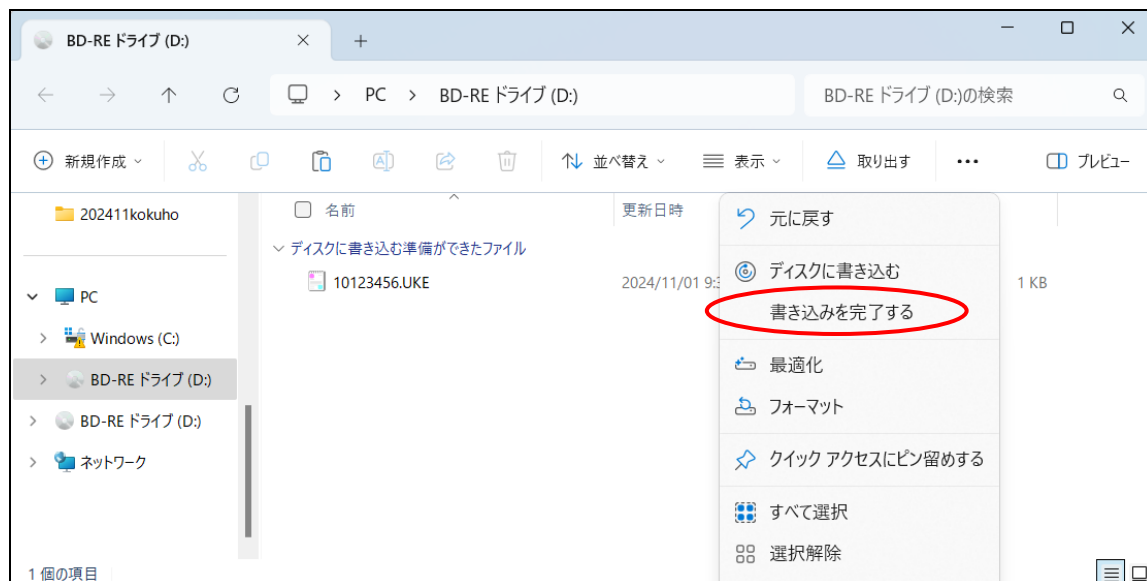 BD-RE ドライブ (D:)
PC > BD-RE ドライブ (D:)
BD-RE ドライブ (D:)の検索
新規作成
並べ替え
表示
取り出す
プレビュー
202411kokuho
PC
Windows (C:)
BD-RE ドライブ (D:)
BD-RE ドライブ (D:)
ネットワーク
名前
更新日時
ディスクに書き込む準備ができたファイル
10123456.UKE
2024/11/01 9:3
1 KB
元に戻す
ディスクに書き込む
書き込みを完了する
最適化
フォーマット
クイック アクセスにピン留めする
すべて選択
選択解除
1 個の項目